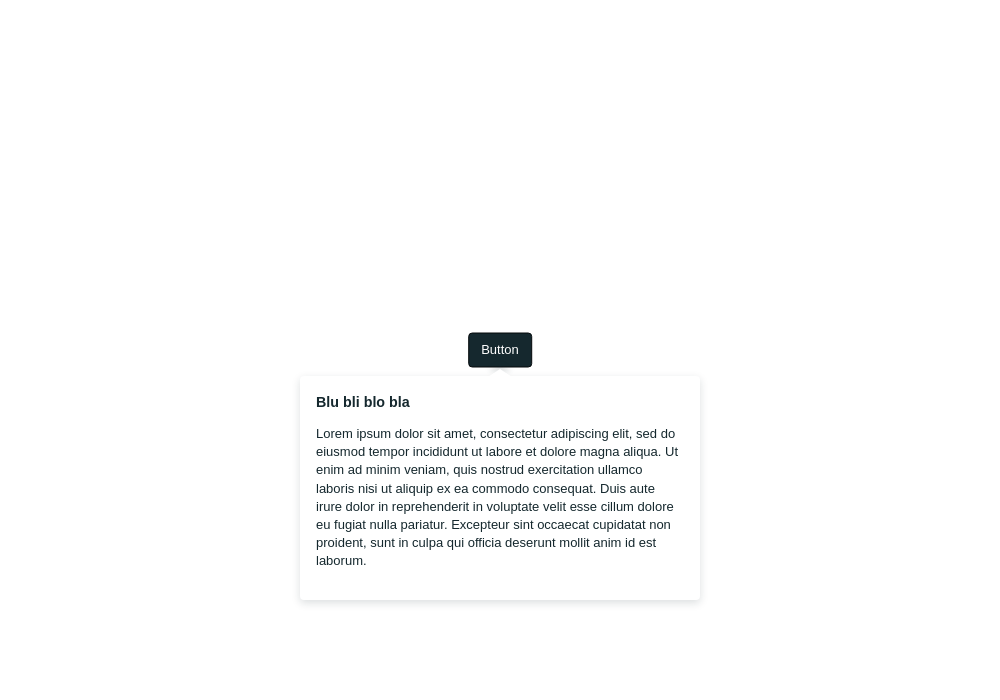 Button
Blu bli blo bla
Lorem ipsum dolor sit amet, consectetur adipiscing elit, sed do
eiusmod tempor incididunt ut labore et dolore magna aliqua. Ut
enim ad minim veniam, quis nostrud exercitation ullamco
laboris nisi ut aliquip ex ea commodo consequat. Duis aute
irure dolor in reprehenderit in voluptate velit esse cillum dolore
eu fugiat nulla pariatur. Excepteur sint occaecat cupidatat non
proident, sunt in culpa qui officia deserunt mollit anim id est
laborum.